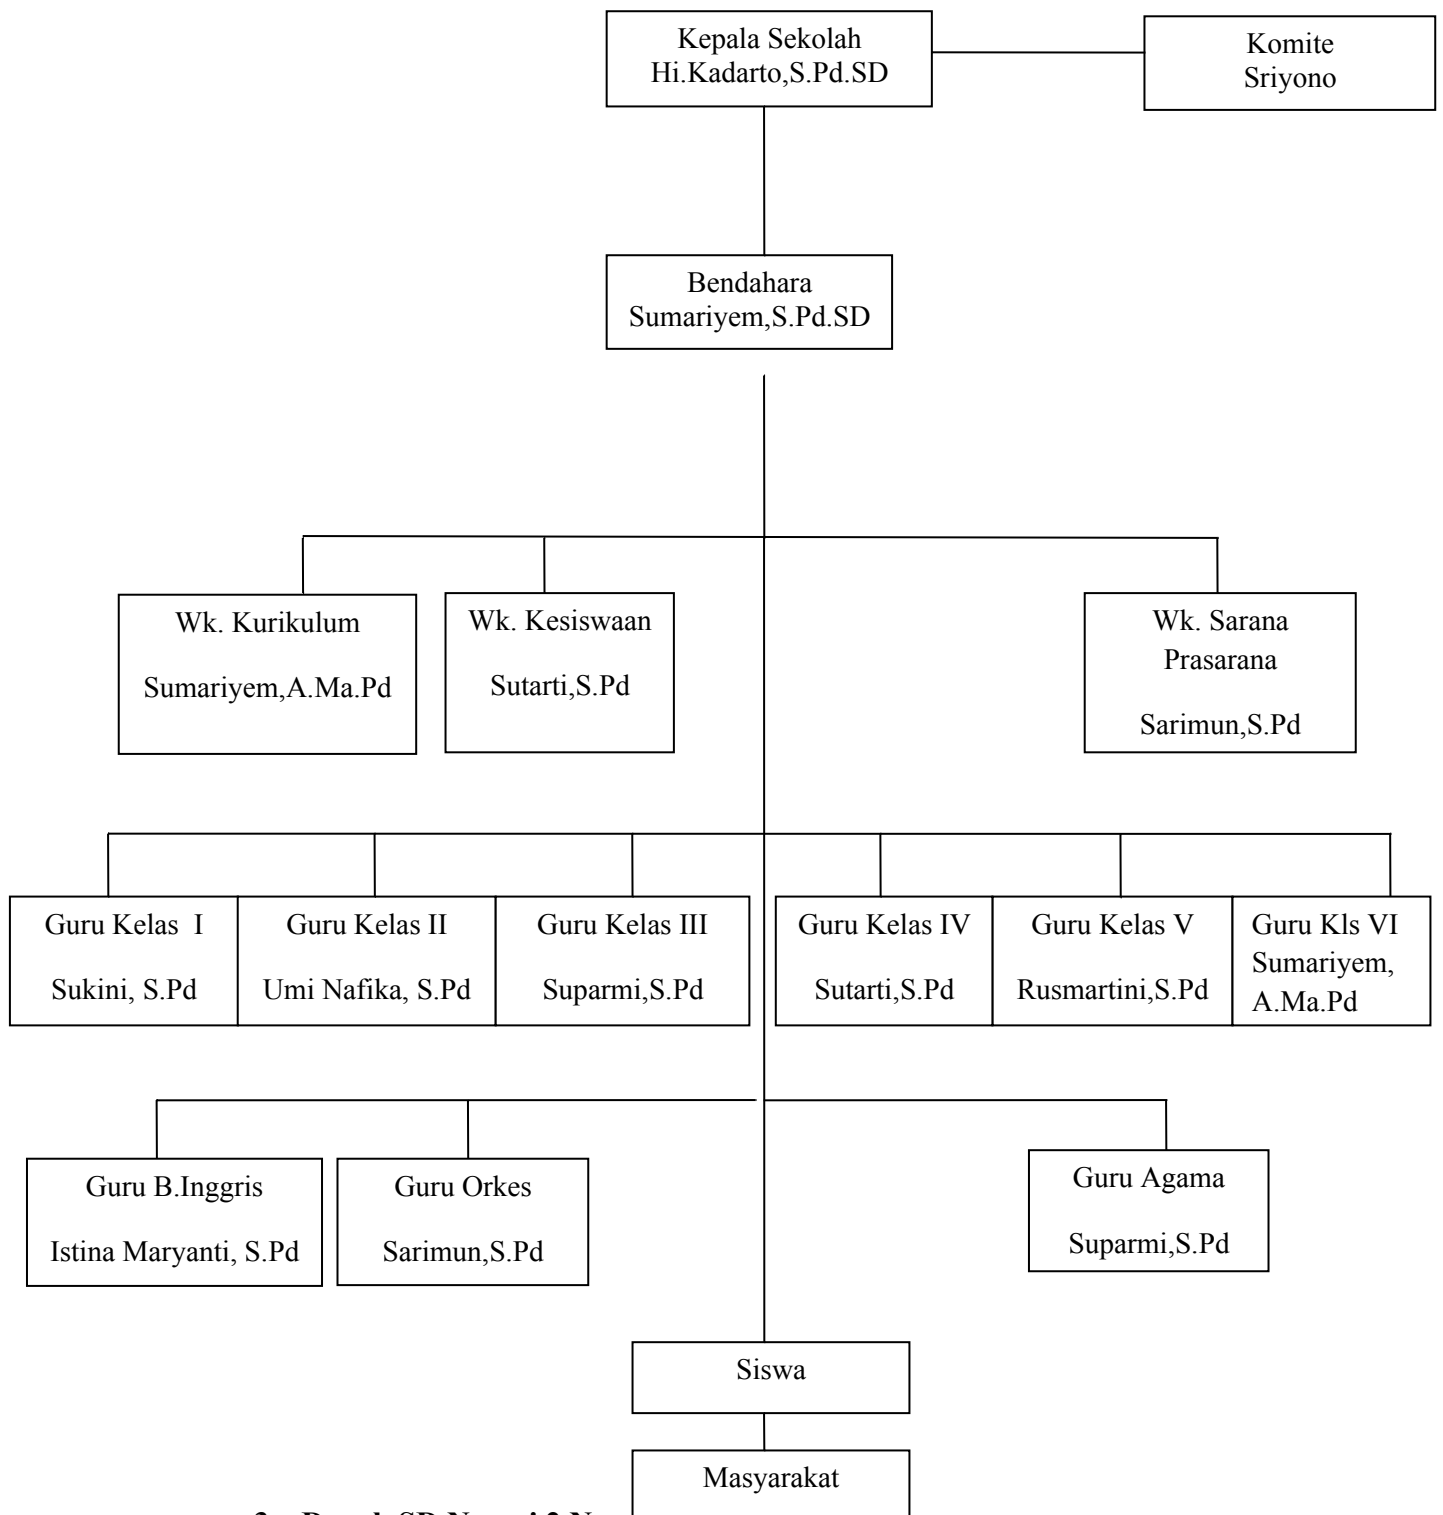 Kepala Sekolah
Hi.Kadarto,S.Pd.SD
Komite
Sriyono
Bendahara
Sumariyem,S.Pd.SD
Wk. Kurikulum
Sumariyem,A.Ma.Pd
Wk. Kesiswaan
Sutarti,S.Pd
Wk. Sarana
Prasarana
Sarimun,S.Pd
Guru Kelas I
Sukini, S.Pd
Guru Kelas II
Umi Nafika, S.Pd
Guru Kelas III
Suparmi,S.Pd
Guru Kelas IV
Sutarti,S.Pd
Guru Kelas V
Rusmartini,S.Pd
Guru Kls VI
Sumariyem,
A.Ma.Pd
Guru B.Inggris
Istina Maryanti, S.Pd
Guru Orkes
Sarimun,S.Pd
Guru Agama
Suparmi,S.Pd
Siswa
Masyarakat